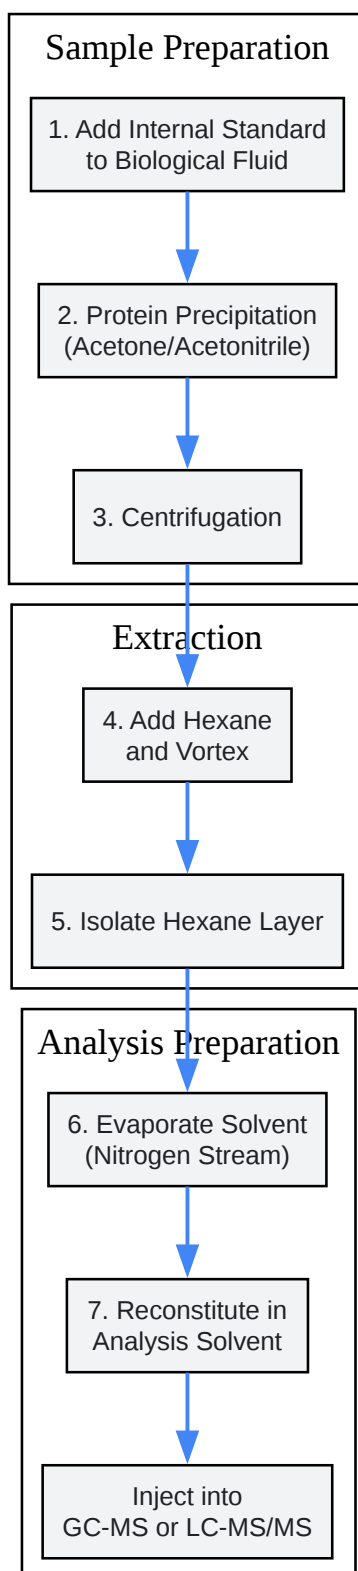 Sample Preparation
1. Add Internal Standard
to Biological Fluid
2. Protein Precipitation
(Acetone/Acetonitrile)
3. Centrifugation
Extraction
4. Add Hexane
and Vortex
5. Isolate Hexane Layer
Analysis Preparation
6. Evaporate Solvent
(Nitrogen Stream)
7. Reconstitute in
Analysis Solvent
Inject into
GC-MS or LC-MS/MS